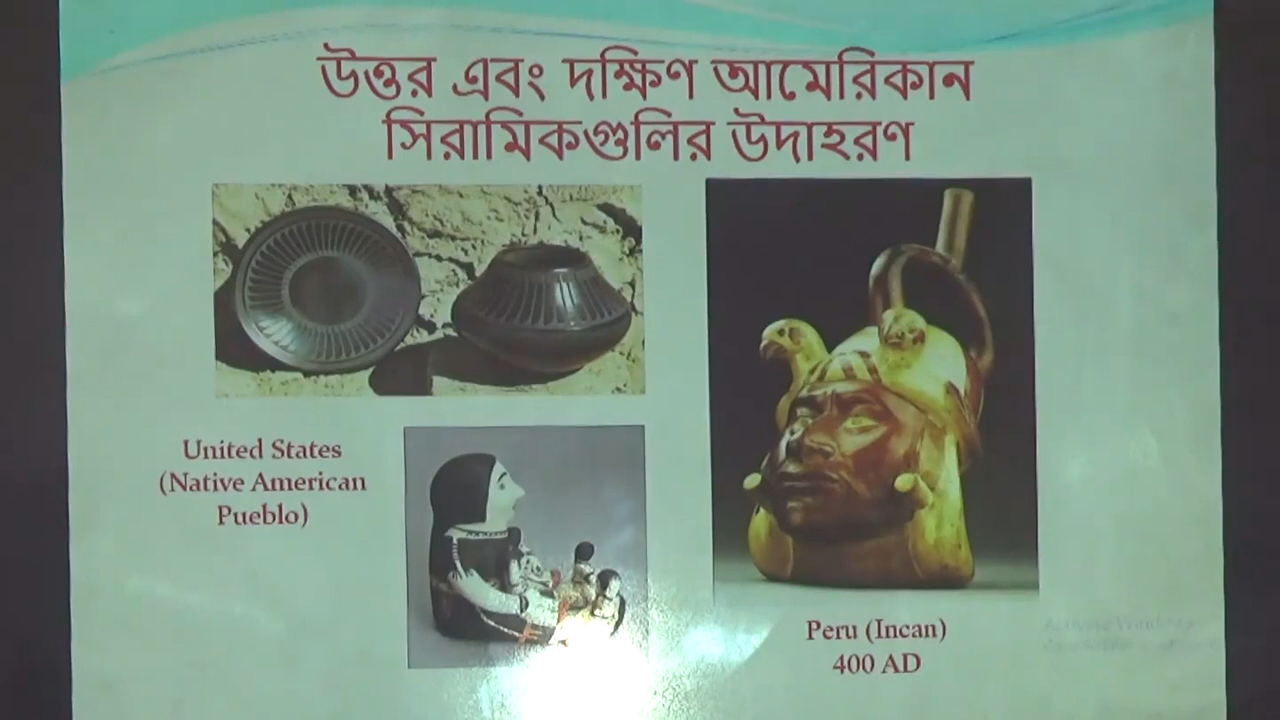 উত্তর এবং দক্ষিণ আমেরিকান
সিরামিকগুলির উদাহরণ
United States
(Native American
Pueblo)
Peru (Incan)
400 AD